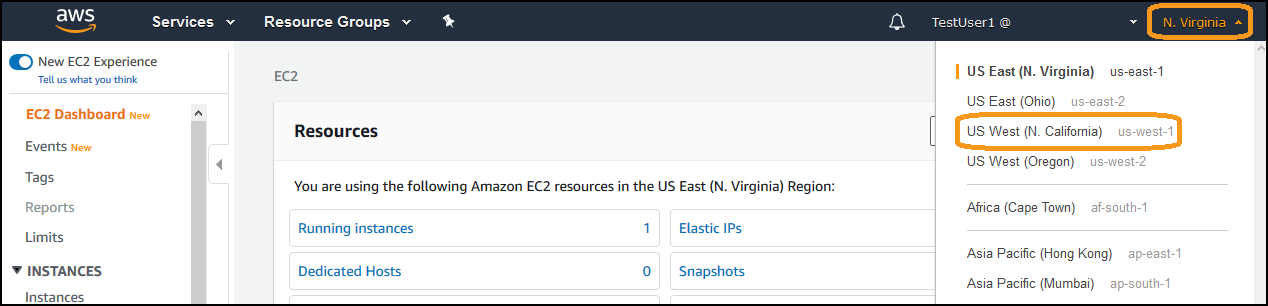 aws
Services
Resource Groups
TestUser1 @
N. Virginia
New EC2 Experience
Tell us what you think
EC2 Dashboard New
Events New
Tags
Reports
Limits
INSTANCES
Instances
EC2
Resources
You are using the following Amazon EC2 resources in the US East (N. Virginia) Region:
Running instances 1
Elastic IPs
Dedicated Hosts 0
Snapshots
US East (N. Virginia) us-east-1
US East (Ohio) us-east-2
US West (N. California) us-west-1
US West (Oregon) us-west-2
Africa (Cape Town) af-south-1
Asia Pacific (Hong Kong) ap-east-1
Asia Pacific (Mumbai) ap-south-1